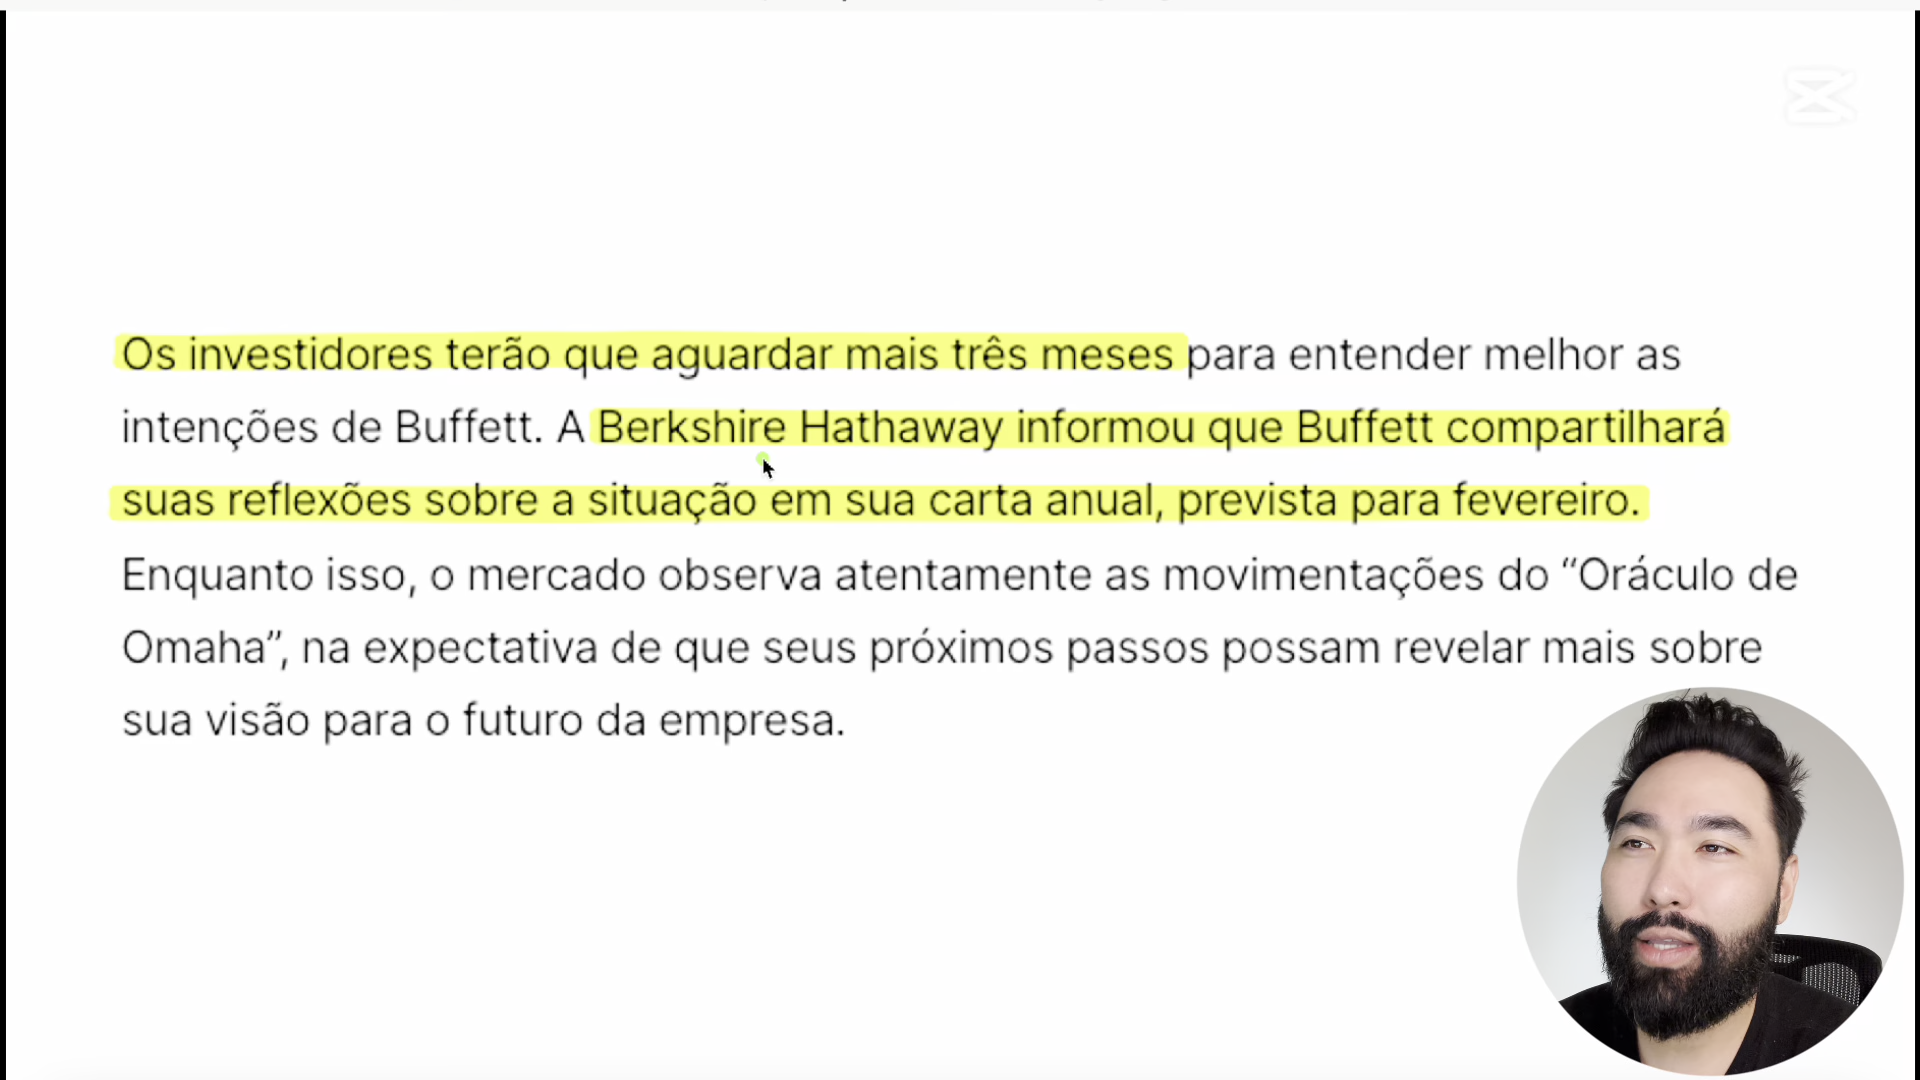 Os investidores terão que aguardar mais três meses para entender melhor as
intenções de Buffett. A Berkshire Hathaway informou que Buffett compartilhará
suas reflexões sobre a situação em sua carta anual, prevista para fevereiro.
Enquanto isso, o mercado observa atentamente as movimentações do “Oráculo de
Omaha”, na expectativa de que seus próximos passos possam revelar mais sobre
sua visão para o futuro da empresa.